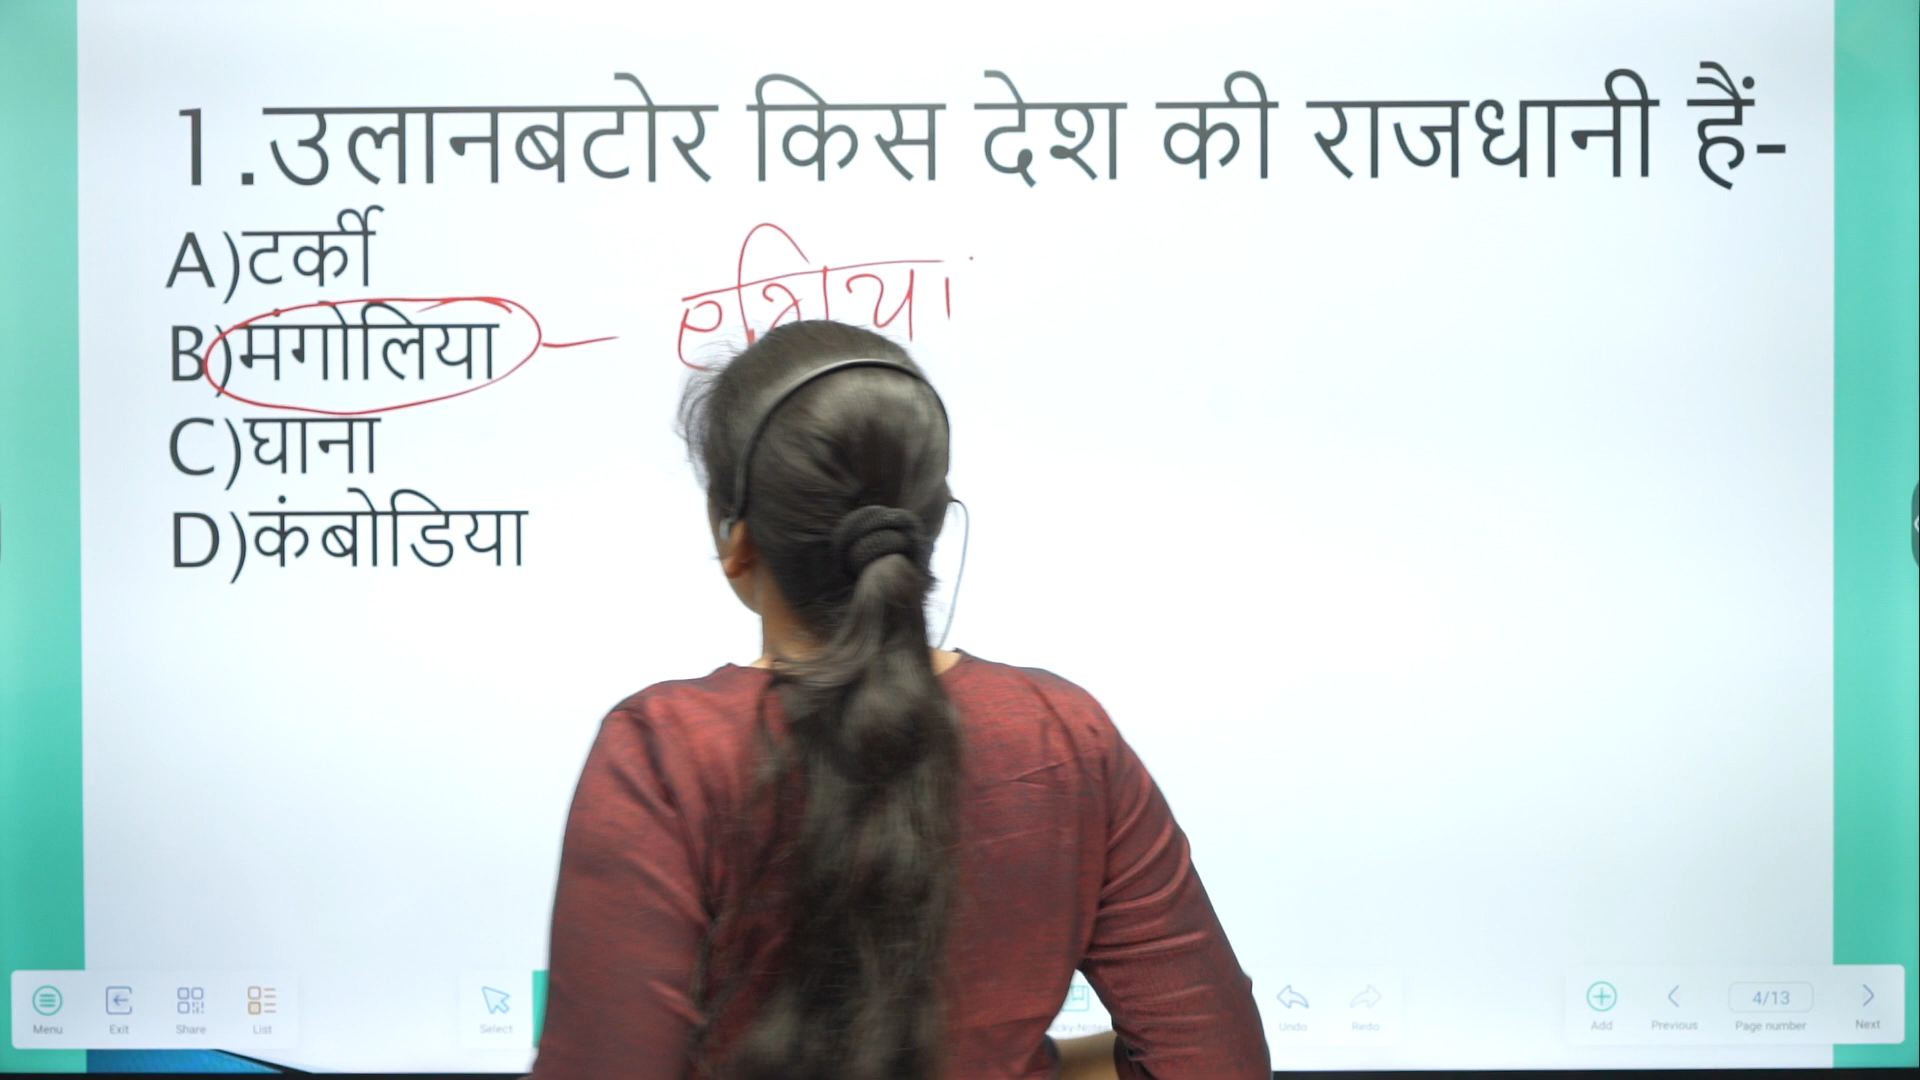 1.उलानबटोर किस देश की राजधानी हैं-
A)टर्की
B)मंगोलिया
एशिया
C)घाना
D)कंबोडिया
Menu
Exit
Share
List
Select
Undo
Redo
Add
Previous
4/13
Page number
Next